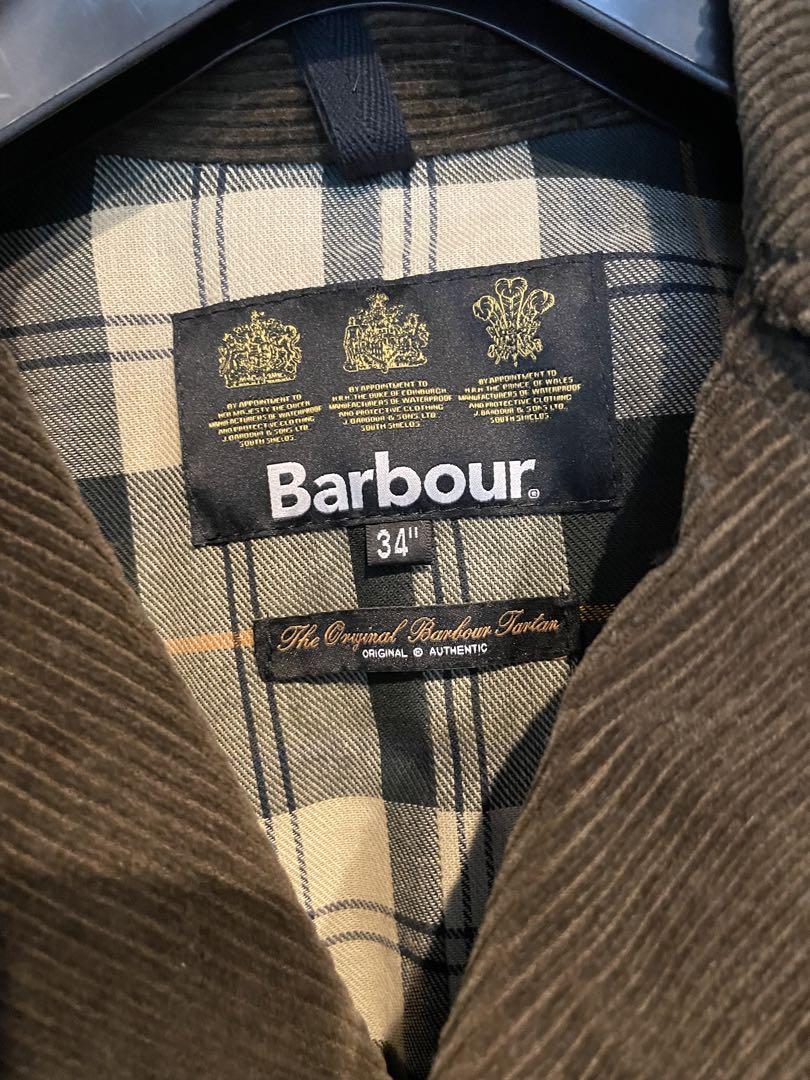 BY APPOINTMENT TO
HER MAJESTY THE QUEEN
MANUFACTURERS OF WATERPROOF
AND PROTECTIVE CLOTHING
J.BARBOUR & SONS LTD
SOUTH SHIELDS
BY APPOINTMENT TO
H.R.H. THE DUKE OF EDINBURGH
MANUFACTURERS OF WATERPROOF
AND PROTECTIVE CLOTHING
J.BARBOUR & SONS LTD
SOUTH SHIELDS
BY APPOINTMENT TO
H.R.H. THE PRINCE OF WALES
MANUFACTURERS OF WATERPROOF
AND PROTECTIVE CLOTHING
J.BARBOUR & SONS LTD.
SOUTH SHIELDS
Barbour®
34"
The Original Barbour Tartan
ORIGINAL ® AUTHENTIC